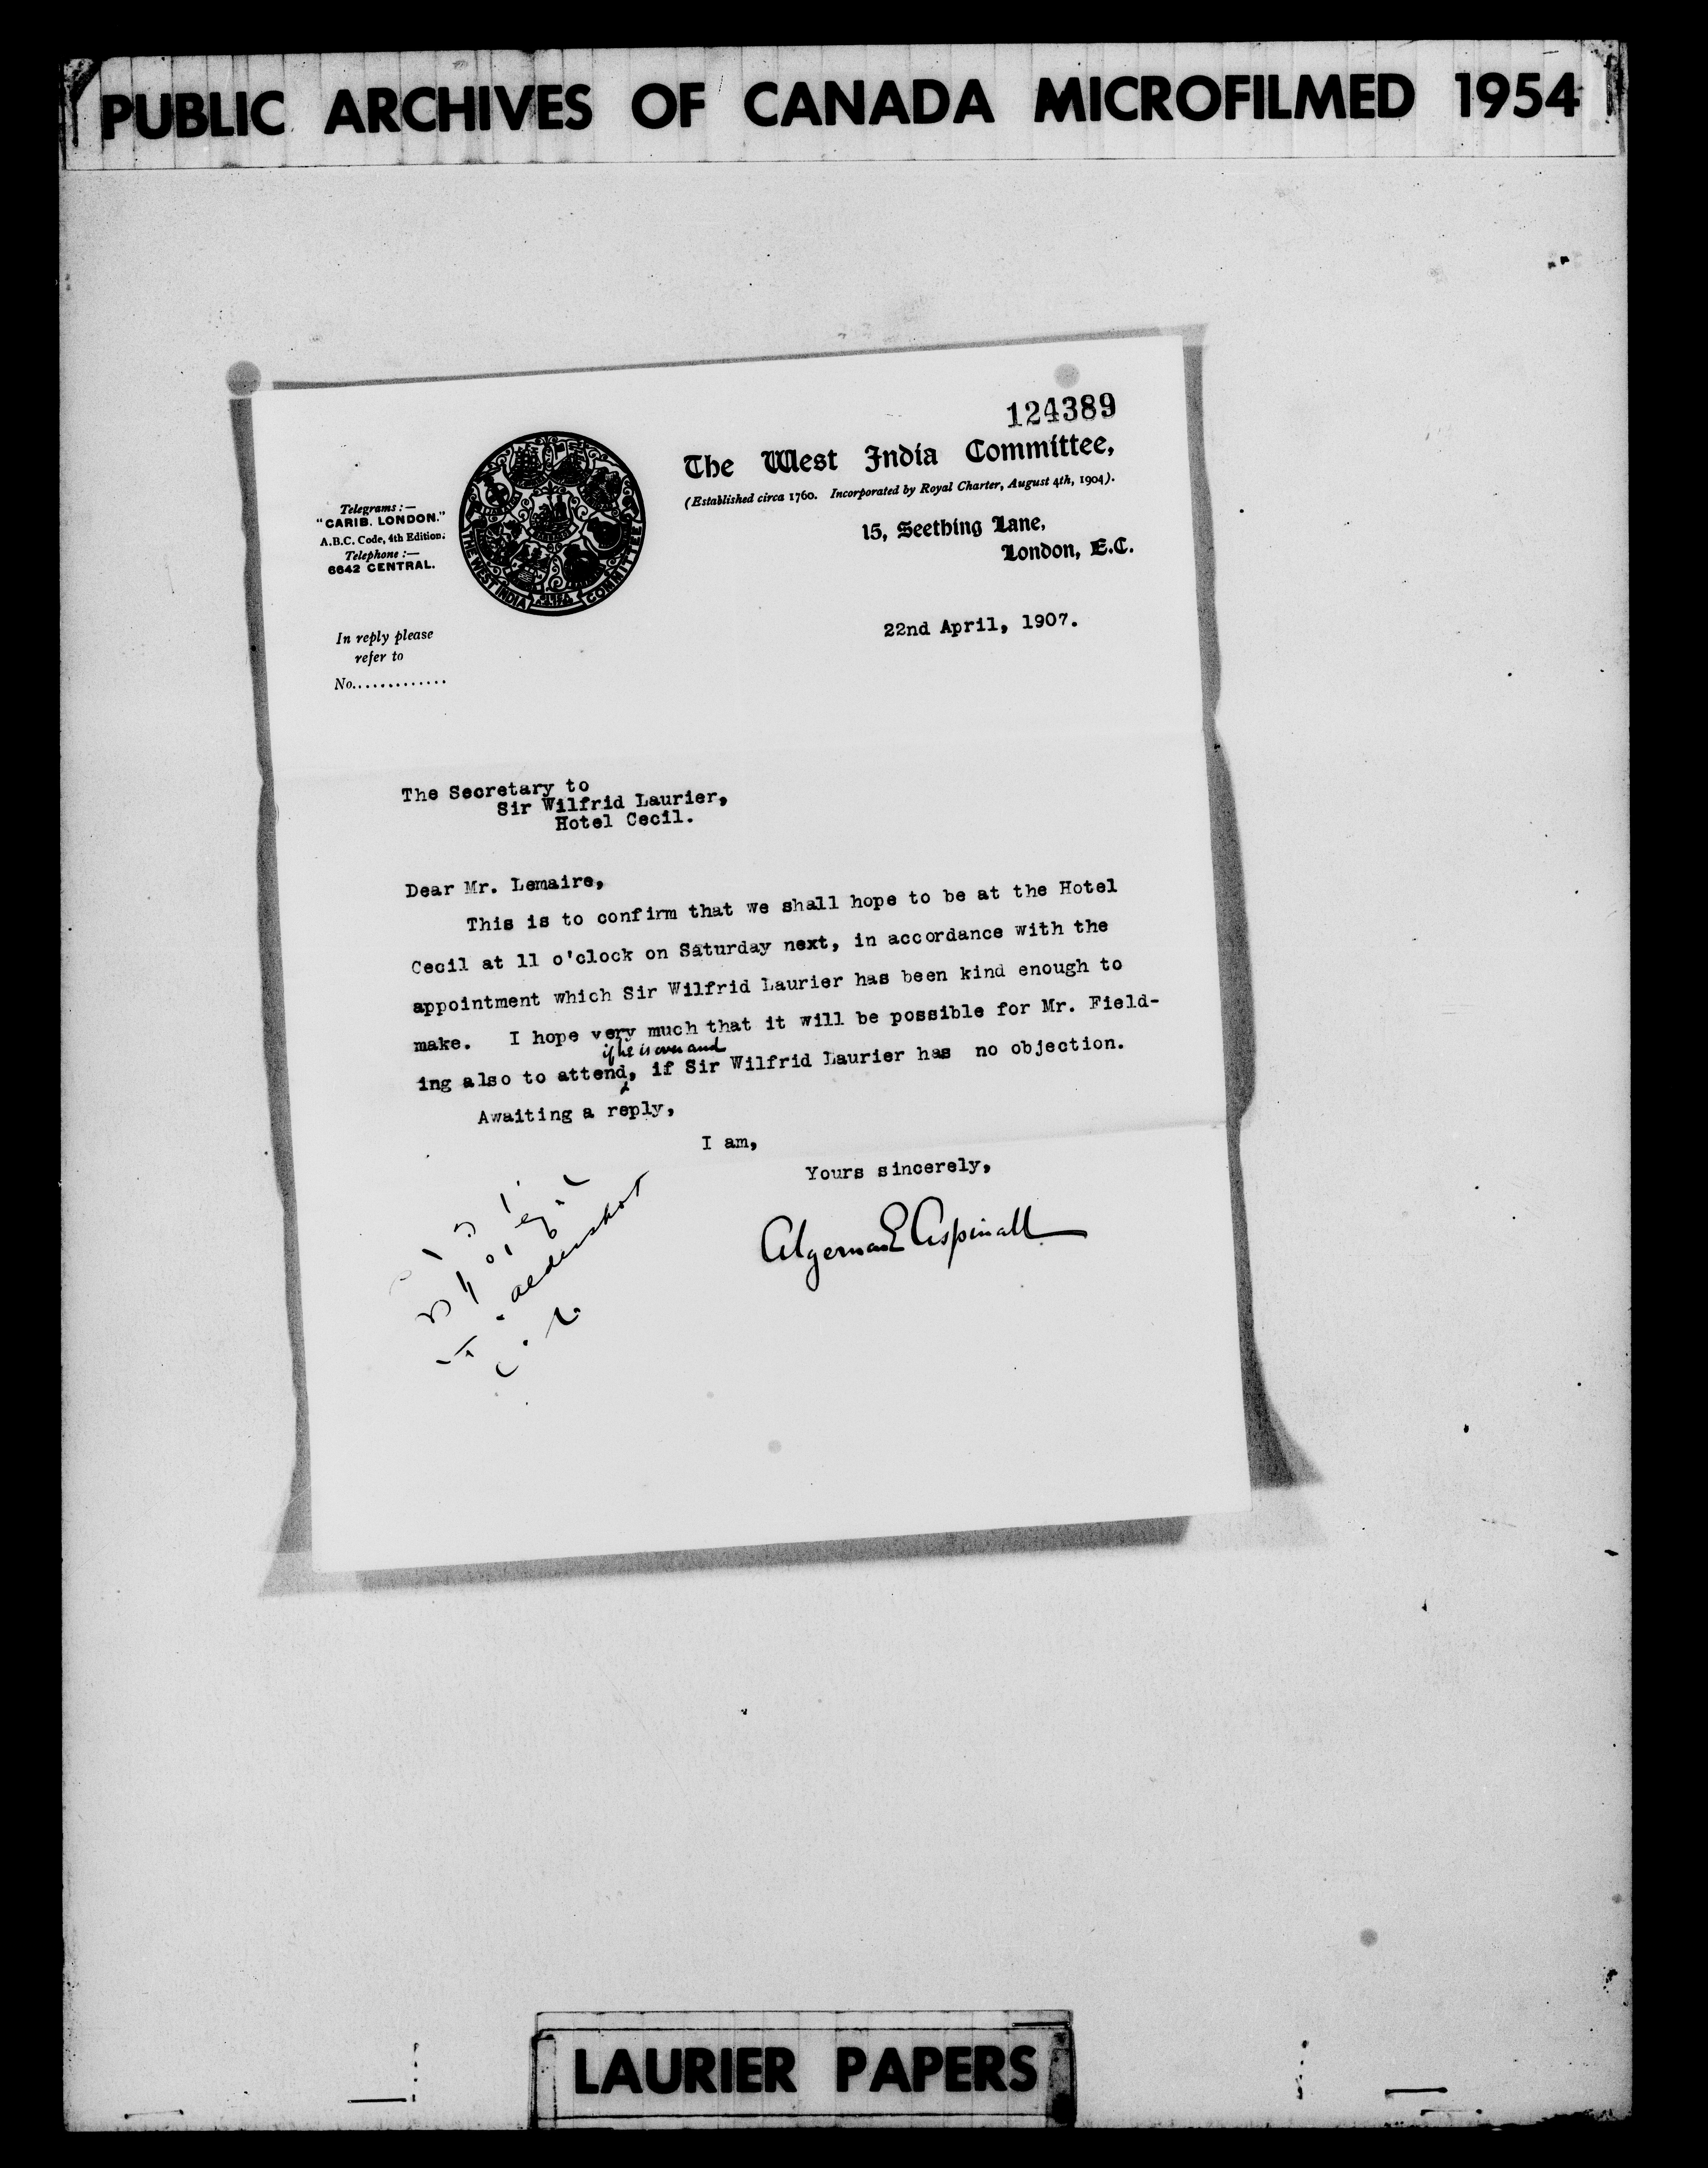 PUBLIC ARCHIVES OF CANADA MICROFILMED 1954
124389
The West India Committee,
(Established circa 1760. Incorporated by Royal Charter, August 4th, 1904).
15, Seething Lane,
London, E.C.
Telegrams :—
"CARIB. LONDON."
A.B.C. Code, 4th Edition.
Telephone :—
6642 CENTRAL.
THE WEST INDIA COMMITTEE
In reply please
refer to
No.............
22nd April, 1907.
The Secretary to
Sir Wilfrid Laurier,
Hotel Cecil.
Dear Mr. Lemaire,
This is to confirm that we shall hope to be at the Hotel
Cecil at 11 o'clock on Saturday next, in accordance with the
appointment which Sir Wilfrid Laurier has been kind enough to
make. I hope very much that it will be possible for Mr. Field-
if he is over and
ing also to attend, if Sir Wilfrid Laurier has no objection.
Awaiting a reply,
I am,
Yours sincerely,
Algernon E Aspinall
aldershot
LAURIER PAPERS